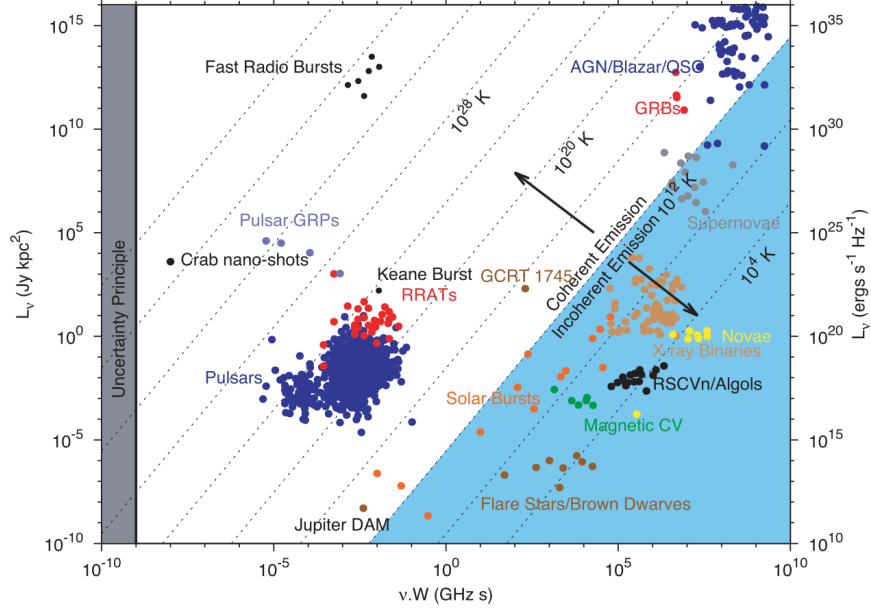 10^15
10^10
10^5
10^0
10^-5
10^-10
L_ν (Jy kpc^2)
Uncertainty Principle
Fast Radio Bursts
10^28 K
10^20 K
AGN/Blazar/QSO
GRBs
Pulsar GRPs
Crab nano-shots
Keane Burst
RRATs
GCRT 1745
Coherent Emission
Incoherent Emission 10^12 K
Supernovae
10^4 K
Novae
X-ray Binaries
Pulsars
Solar Bursts
RSCVn/Algols
Magnetic CV
Flare Stars/Brown Dwarves
Jupiter DAM
10^35
10^30
10^25
10^20
10^15
10^10
L_ν (ergs s^-1 Hz^-1)
10^-10
10^-5
10^0
10^5
10^10
ν.W (GHz s)